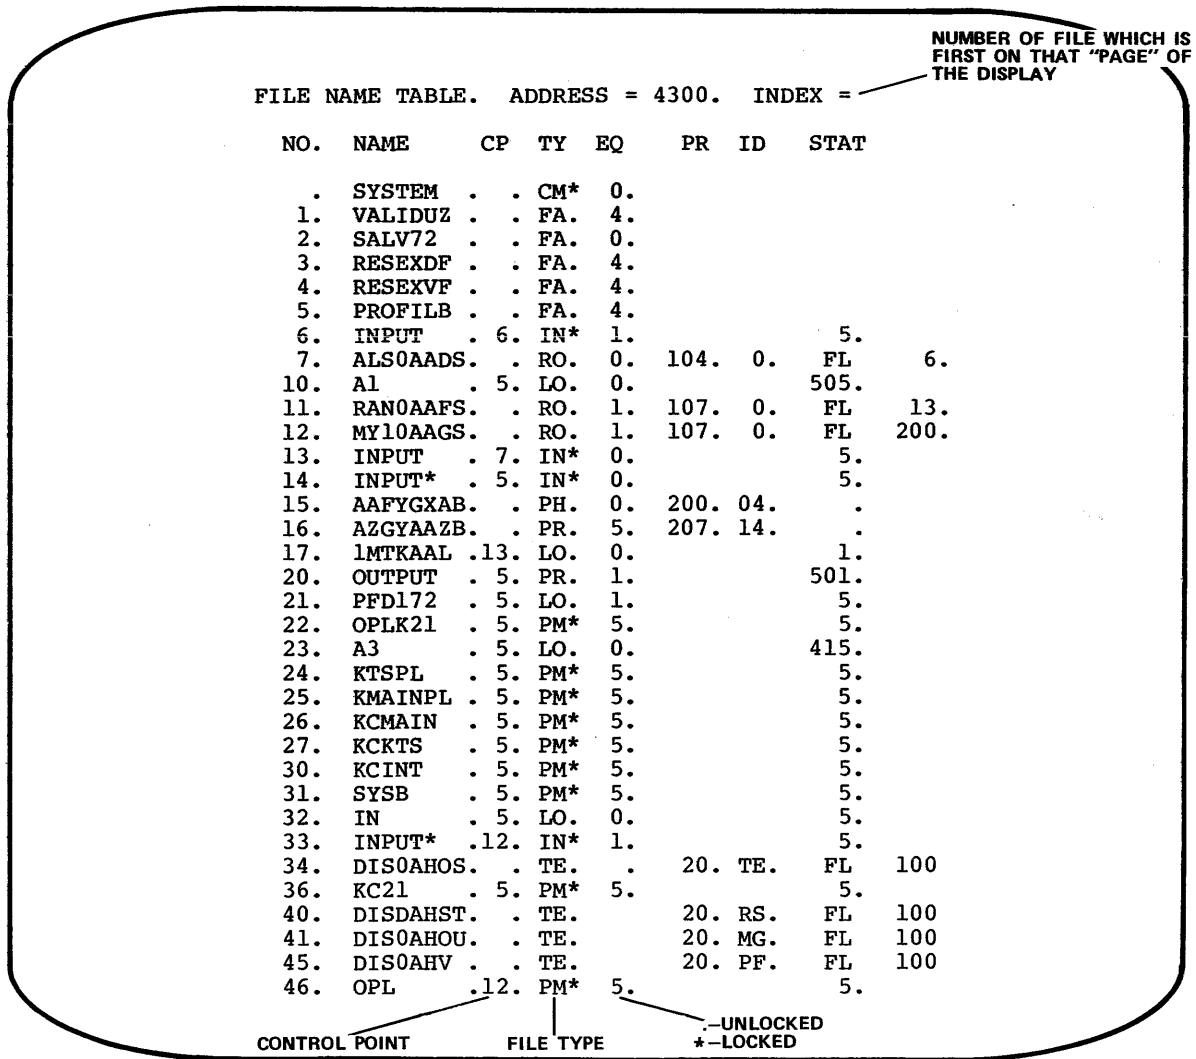 NUMBER OF FILE WHICH IS
FIRST ON THAT "PAGE" OF
THE DISPLAY
FILE NAME TABLE.  ADDRESS = 4300.  INDEX =
NO.  NAME  CP  TY  EQ  PR  ID  STAT
.  SYSTEM  .  . CM*  0.
1.  VALIDUZ .  . FA.  4.
2.  SALV72  .  . FA.  0.
3.  RESEXDF .  . FA.  4.
4.  RESEXVF .  . FA.  4.
5.  PROFILB .  . FA.  4.
6.  INPUT  . 6. IN*  1.  5.
7.  ALS0AADS.  . RO.  0.  104.  0.  FL  6.
10.  A1  . 5. LO.  0.  505.
11.  RAN0AAFS.  . RO.  1.  107.  0.  FL  13.
12.  MY10AAGS.  . RO.  1.  107.  0.  FL  200.
13.  INPUT  . 7. IN*  0.  5.
14.  INPUT*  . 5. IN*  0.  5.
15.  AAFYGXAB.  . PH.  0.  200. 04.  .
16.  AZGYAAZB.  . PR.  5.  207. 14.  .
17.  1MTKAAL .13. LO.  0.  1.
20.  OUTPUT  . 5. PR.  1.  501.
21.  PFD172  . 5. LO.  1.  5.
22.  OPLK21  . 5. PM*  5.  5.
23.  A3  . 5. LO.  0.  415.
24.  KTSPL  . 5. PM*  5.  5.
25.  KMAINPL . 5. PM*  5.  5.
26.  KCMAIN  . 5. PM*  5.  5.
27.  KCKTS  . 5. PM*  5.  5.
30.  KCINT  . 5. PM*  5.  5.
31.  SYSB  . 5. PM*  5.  5.
32.  IN  . 5. LO.  0.  5.
33.  INPUT*  .12. IN*  1.  5.
34.  DIS0AHOS.  . TE.  .  20. TE.  FL  100
36.  KC21  . 5. PM*  5.  5.
40.  DISDAHST.  . TE.  20. RS.  FL  100
41.  DIS0AHOU.  . TE.  20. MG.  FL  100
45.  DIS0AHV .  . TE.  20. PF.  FL  100
46.  OPL  .12. PM*  5.  5.
.–UNLOCKED
CONTROL POINT  FILE TYPE  *–LOCKED